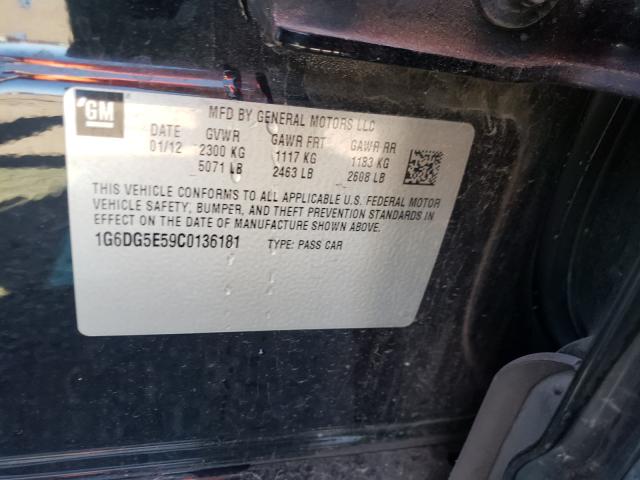 GM
MFD BY GENERAL MOTORS LLC
DATE GVWR GAWR FRT GAWR RR
01/12 2300 KG 1117 KG 1183 KG
5071 LB 2463 LB 2608 LB
THIS VEHICLE CONFORMS TO ALL APPLICABLE U.S. FEDERAL MOTOR
VEHICLE SAFETY, BUMPER, AND THEFT PREVENTION STANDARDS IN
EFFECT ON THE DATE OF MANUFACTURE SHOWN ABOVE.
1G6DG5E59C0136181 TYPE: PASS CAR